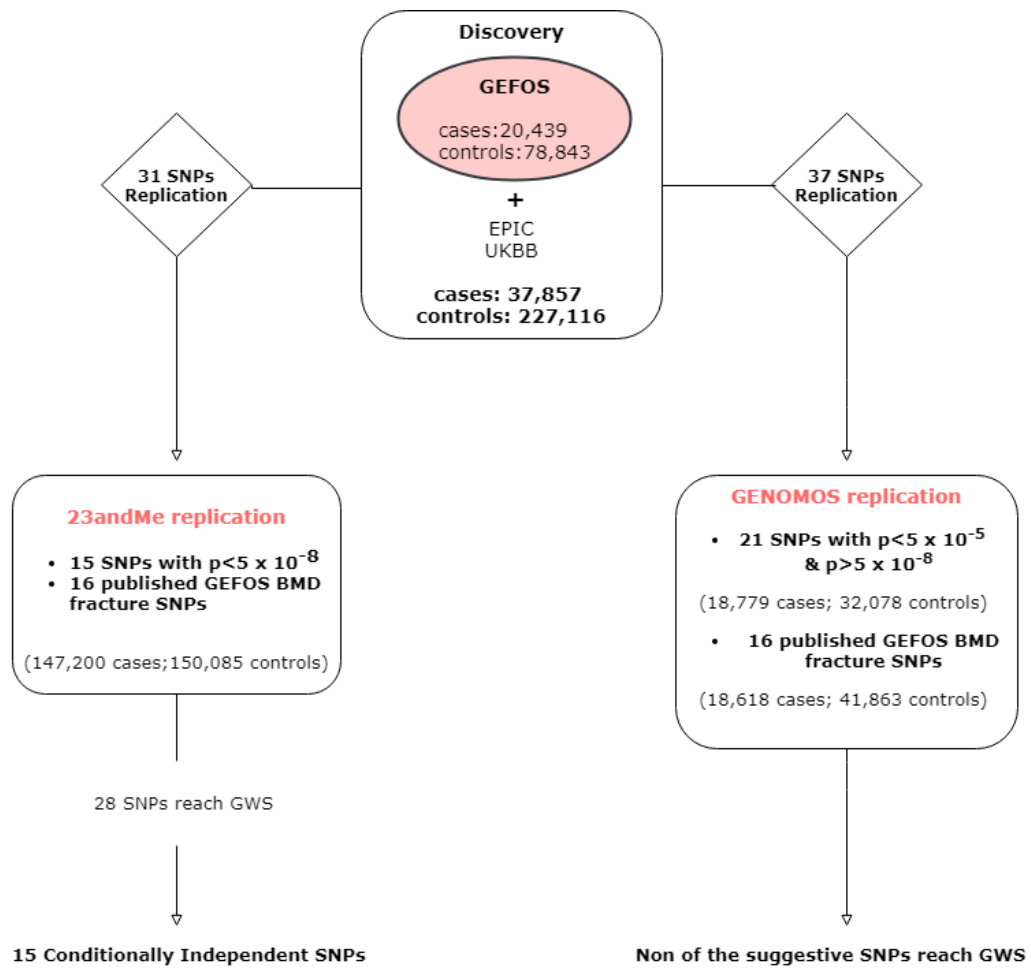 Discovery
GEFOS
cases:20,439
controls:78,843
+
EPIC
UKBB
cases: 37,857
controls: 227,116
31 SNPs
Replication
37 SNPs
Replication
23andMe replication
• 15 SNPs with p<5 x 10⁻⁸
• 16 published GEFOS BMD
fracture SNPs
(147,200 cases;150,085 controls)
28 SNPs reach GWS
15 Conditionally Independent SNPs
GENOMOS replication
• 21 SNPs with p<5 x 10⁻⁵
& p>5 x 10⁻⁸
(18,779 cases; 32,078 controls)
• 16 published GEFOS BMD
fracture SNPs
(18,618 cases; 41,863 controls)
Non of the suggestive SNPs reach GWS